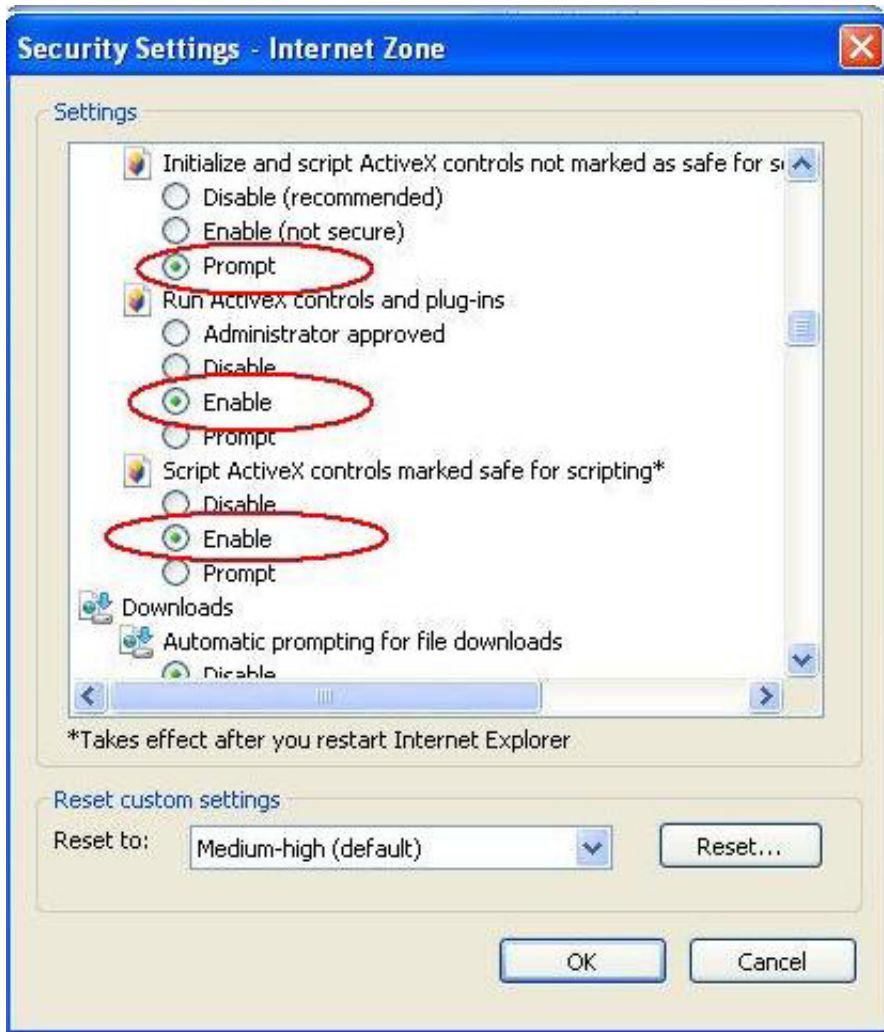 Security Settings - Internet Zone
Settings
Initialize and script ActiveX controls not marked as safe for
Disable (recommended)
Enable (not secure)
Prompt
Run ActiveX controls and plug-ins
Administrator approved
Disable
Enable
Prompt
Script ActiveX controls marked safe for scripting*
Disable
Enable
Prompt
Downloads
Automatic prompting for file downloads
Disable
*Takes effect after you restart Internet Explorer
Reset custom settings
Reset to: Medium-high (default) Reset...
OK Cancel